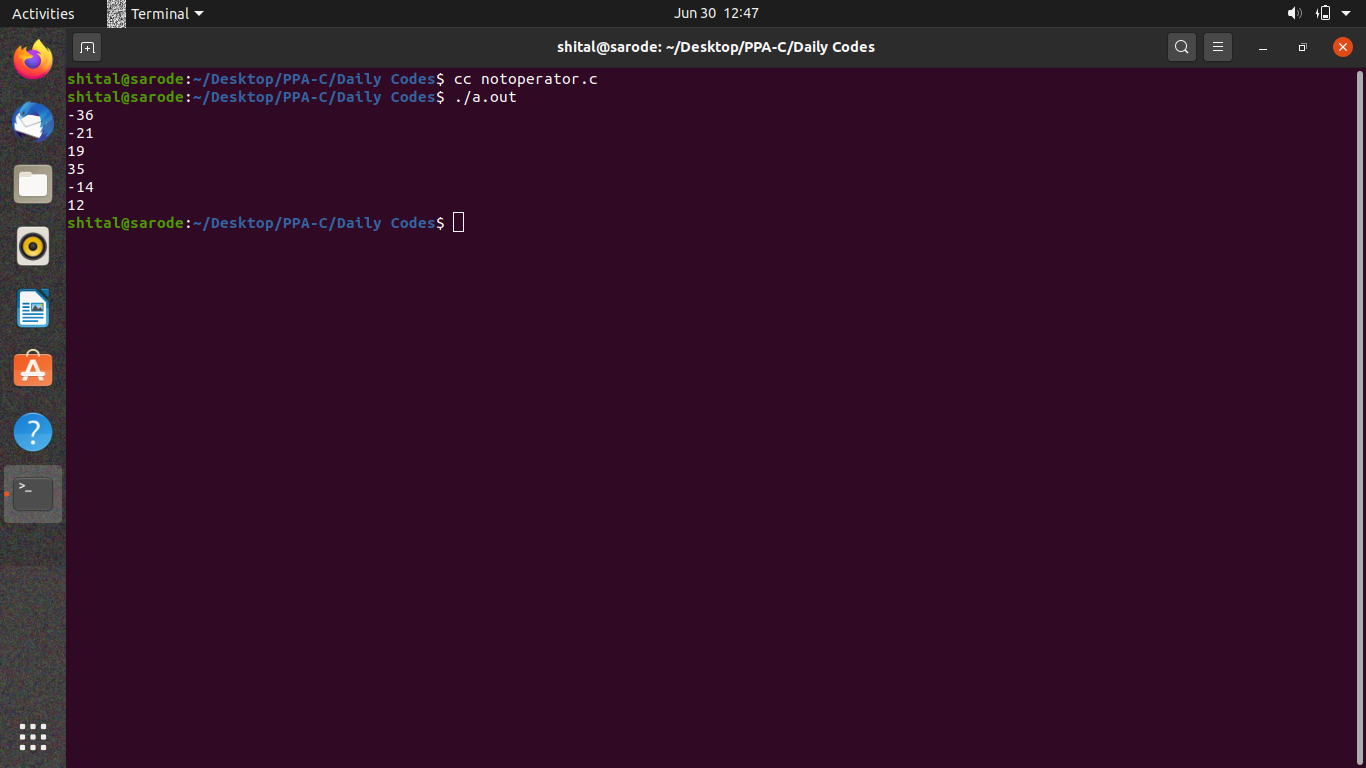 Activities Terminal Jun 30 12:47
shital@sarode: ~/Desktop/PPA-C/Daily Codes
shital@sarode:~/Desktop/PPA-C/Daily Codes$ cc notoperator.c
shital@sarode:~/Desktop/PPA-C/Daily Codes$ ./a.out
-36
-21
19
35
-14
12
shital@sarode:~/Desktop/PPA-C/Daily Codes$